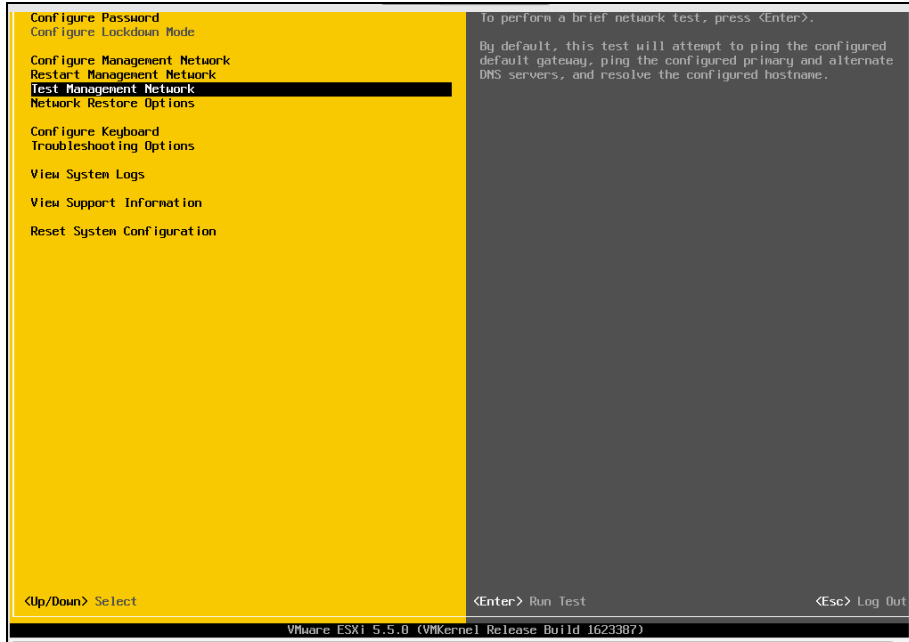 Configure Password
Configure Lockdown Mode
Configure Management Network
Restart Management Network
Test Management Network
Network Restore Options
Configure Keyboard
Troubleshooting Options
View System Logs
View Support Information
Reset System Configuration
To perform a brief network test, press <Enter>.
By default, this test will attempt to ping the configured
default gateway, ping the configured primary and alternate
DNS servers, and resolve the configured hostname.
<Up/Down> Select
<Enter> Run Test
<Esc> Log Out
VMware ESXi 5.5.0 (VMKernel Release Build 1623387)